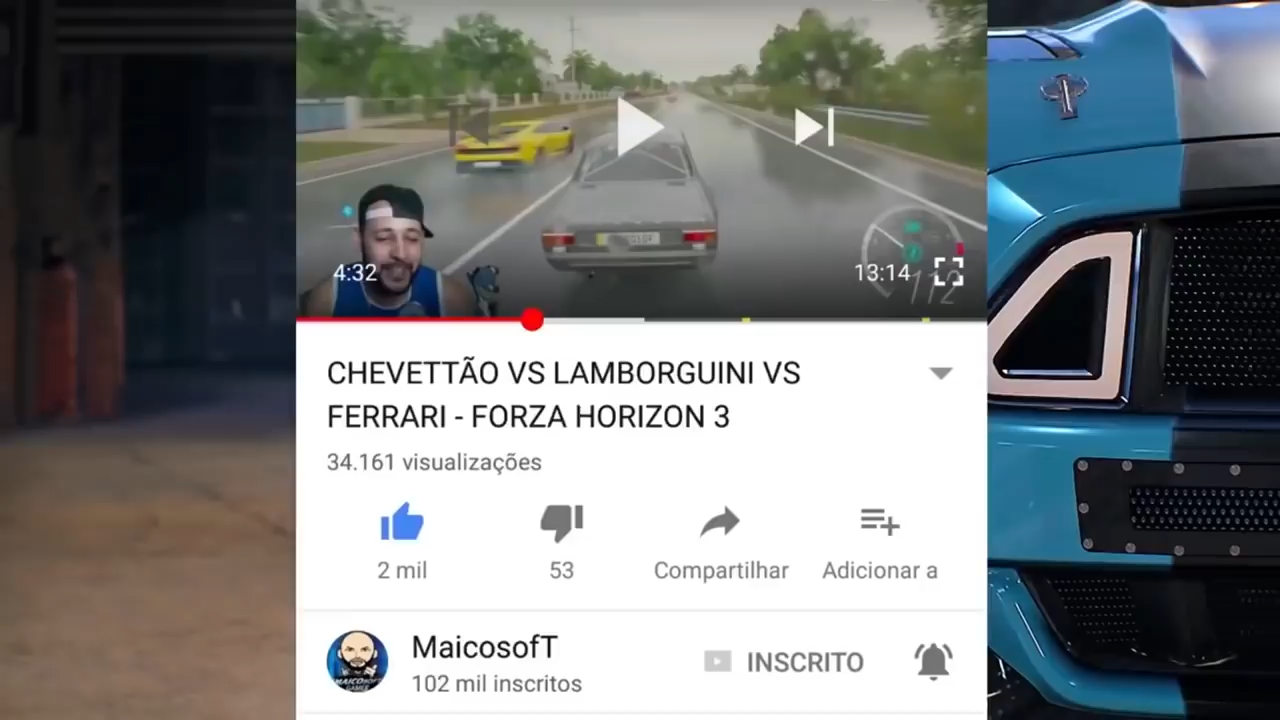 4:32
13:14
112
CHEVETTÃO VS LAMBORGUINI VS
FERRARI - FORZA HORIZON 3
34.161 visualizações
2 mil
53
Compartilhar
Adicionar a
MaicosofT
INSCRITO
102 mil inscritos